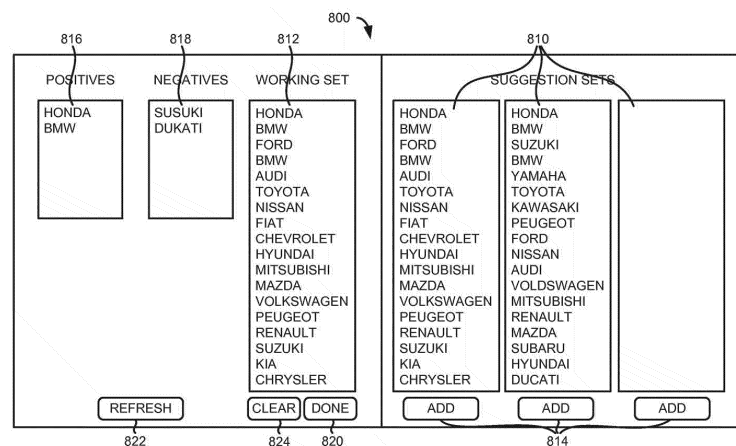 800
816 818 812 810
POSITIVES NEGATIVES WORKING SET SUGGESTION SETS
HONDA
BMW
SUSUKI
DUKATI
HONDA
BMW
FORD
BMW
AUDI
TOYOTA
NISSAN
FIAT
CHEVROLET
HYUNDAI
MITSUBISHI
MAZDA
VOLKSWAGEN
PEUGEOT
RENAULT
SUZUKI
KIA
CHRYSLER
HONDA
BMW
FORD
BMW
AUDI
TOYOTA
NISSAN
FIAT
CHEVROLET
HYUNDAI
MITSUBISHI
MAZDA
VOLKSWAGEN
PEUGEOT
RENAULT
SUZUKI
KIA
CHRYSLER
HONDA
BMW
SUZUKI
BMW
YAMAHA
TOYOTA
KAWASAKI
PEUGEOT
FORD
NISSAN
AUDI
VOLDSWAGEN
MITSUBISHI
RENAULT
MAZDA
SUBARU
HYUNDAI
DUCATI
REFRESH CLEAR DONE ADD ADD ADD
822 824 820 814